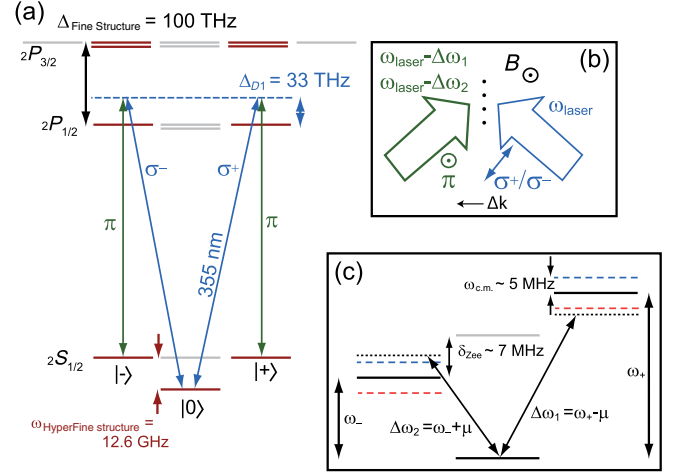 (a)
Δ Fine Structure = 100 THz
2P3/2
ΔD1 = 33 THz
2P1/2
σ− σ+
π π
355 nm
2S1/2
|-⟩ |+⟩
|0⟩
ωHyperFine structure =
12.6 GHz
(b)
ωlaser-Δω1
ωlaser-Δω2
B
ωlaser
π
σ+/σ−
Δk
(c)
ωc.m.~ 5 MHz
δZee ~ 7 MHz
ω+
ω−
Δω2=ω−+μ
Δω1=ω+-μ